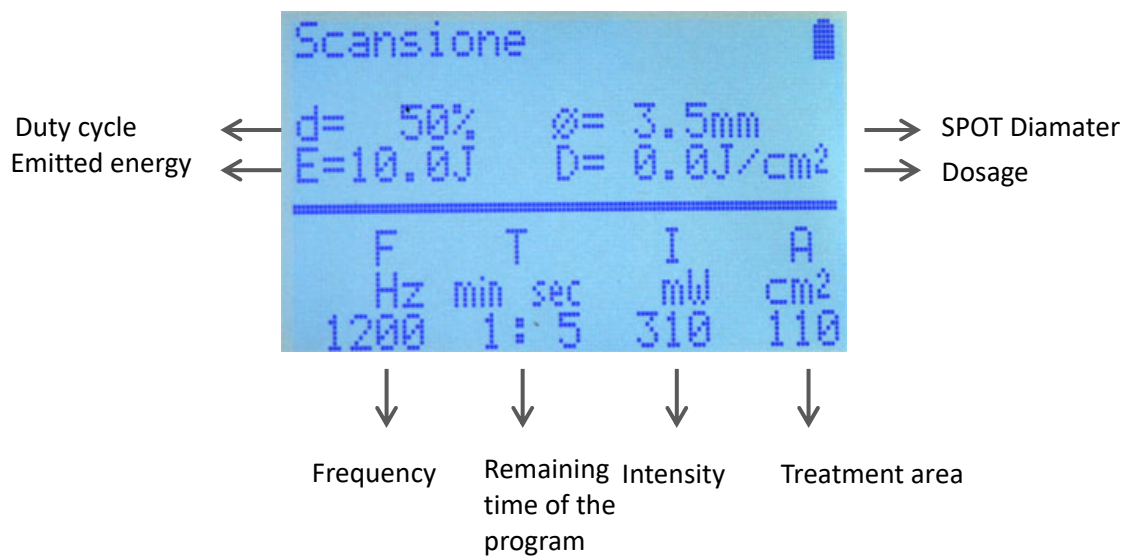 Scansione
d= 50% ø= 3.5mm
Duty cycle
SPOT Diamater
E=10.0J D= 0.0J/cm2
Emitted energy
Dosage
F T I A
Hz min sec mW cm2
1200 1: 5 310 110
Frequency
Remaining
time of the
program
Intensity
Treatment area